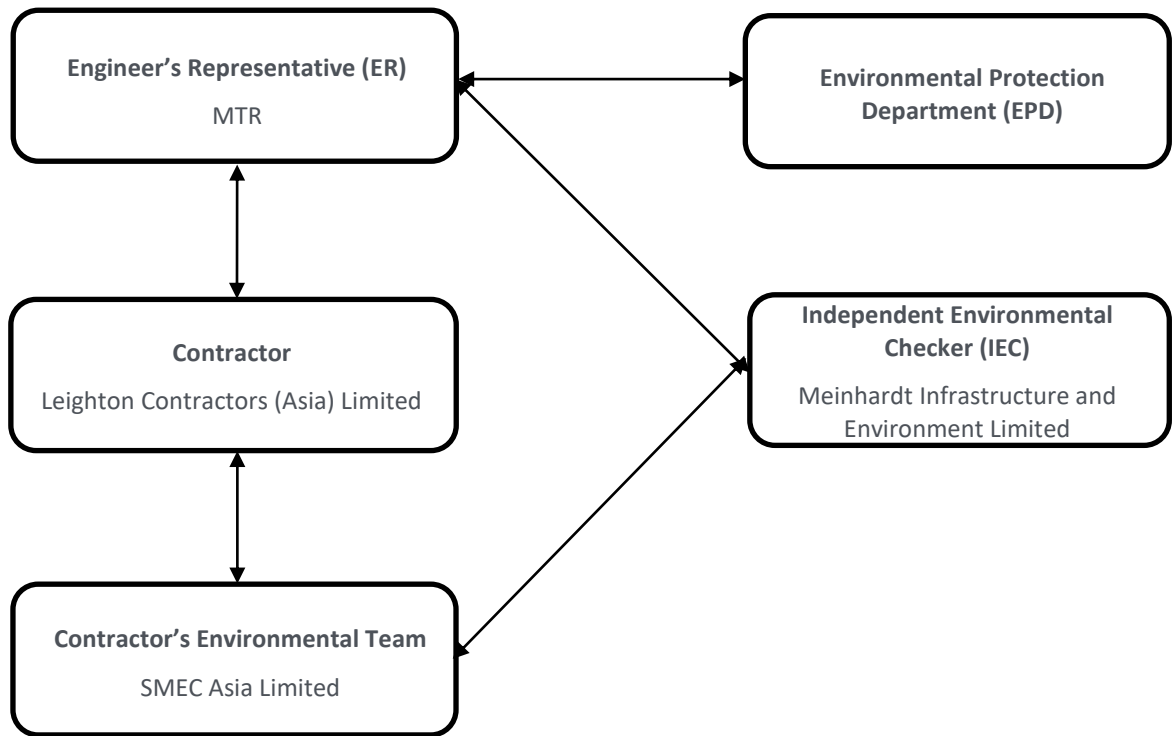 Engineer’s Representative (ER)
MTR
Environmental Protection
Department (EPD)
Contractor
Leighton Contractors (Asia) Limited
Independent Environmental
Checker (IEC)
Meinhardt Infrastructure and
Environment Limited
Contractor’s Environmental Team
SMEC Asia Limited